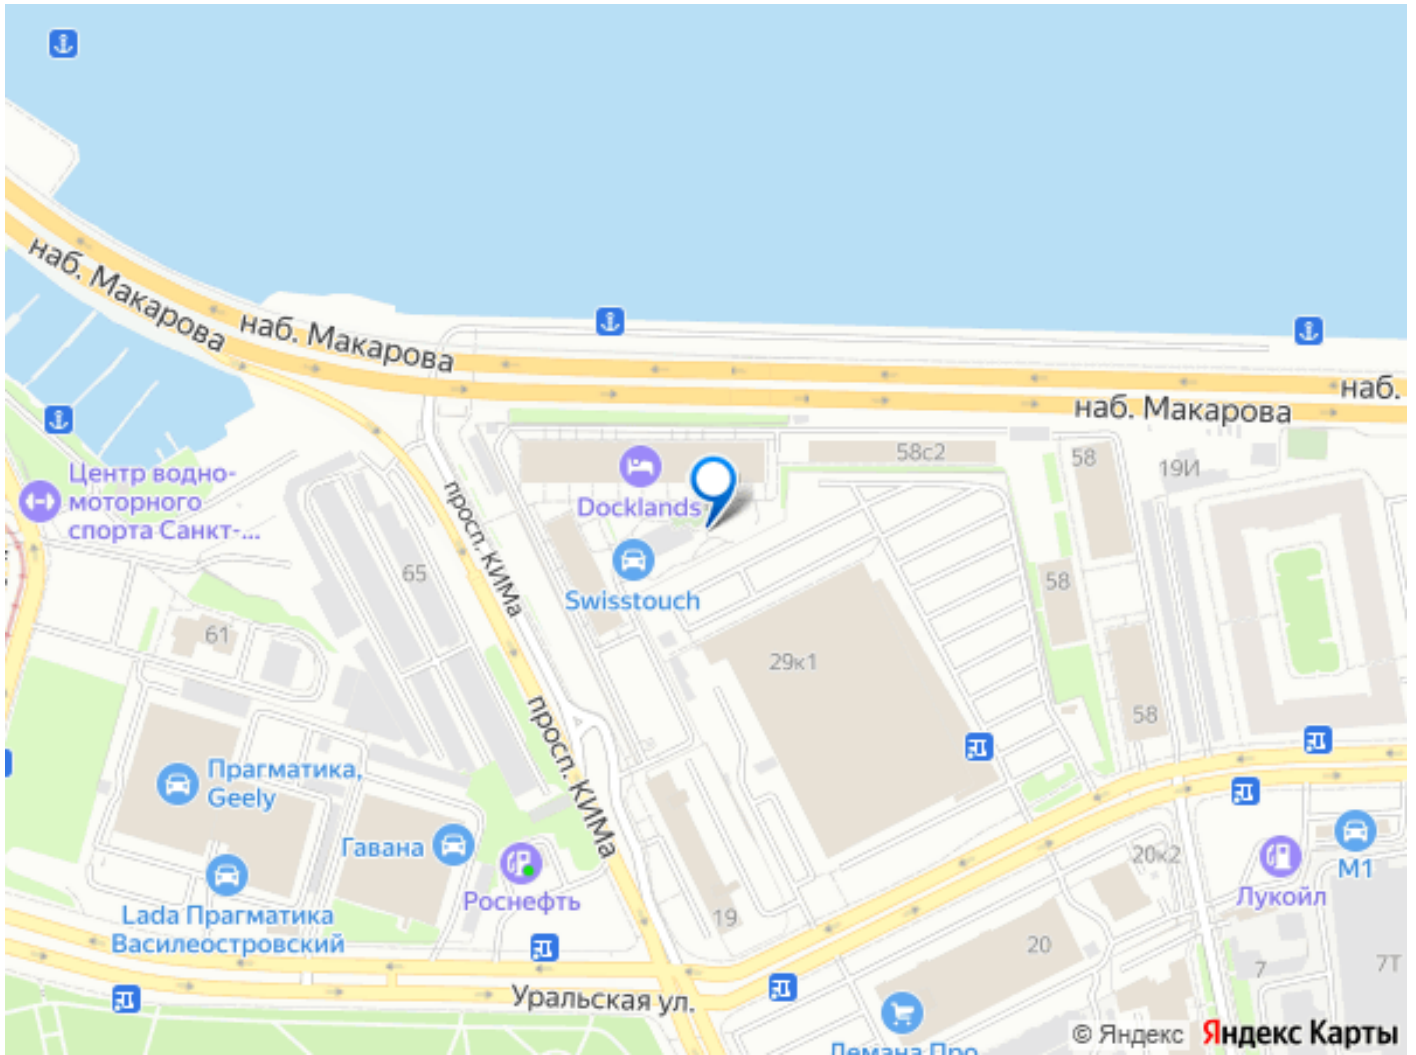 наб. Макарова
наб. Макарова
наб.
наб. Макарова
58с2
58
19И
Docklands
Центр водно-
моторного
спорта Санкт-...
просп. КИМа
65
Swisstouch
58
61
29к1
просп. КИМа
58
Прагматика,
Geely
Гавана
Роснефть
20к2
М1
Лукойл
Lada Прагматика
Василеостровский
19
20
7
7Т
Уральская ул.
© Яндекс
Яндекс Карты
Лемана Про